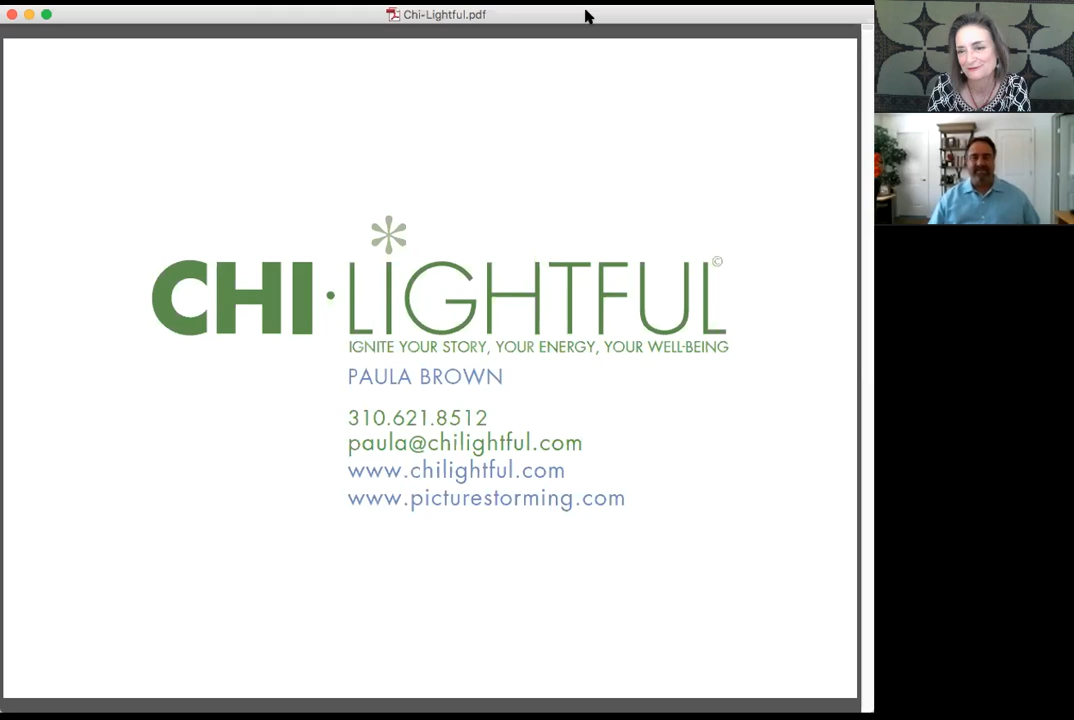 Chi-Lightful.pdf
CHI·LIGHTFUL©
IGNITE YOUR STORY, YOUR ENERGY, YOUR WELL-BEING
PAULA BROWN
310.621.8512
paula@chilightful.com
www.chilightful.com
www.picturestorming.com